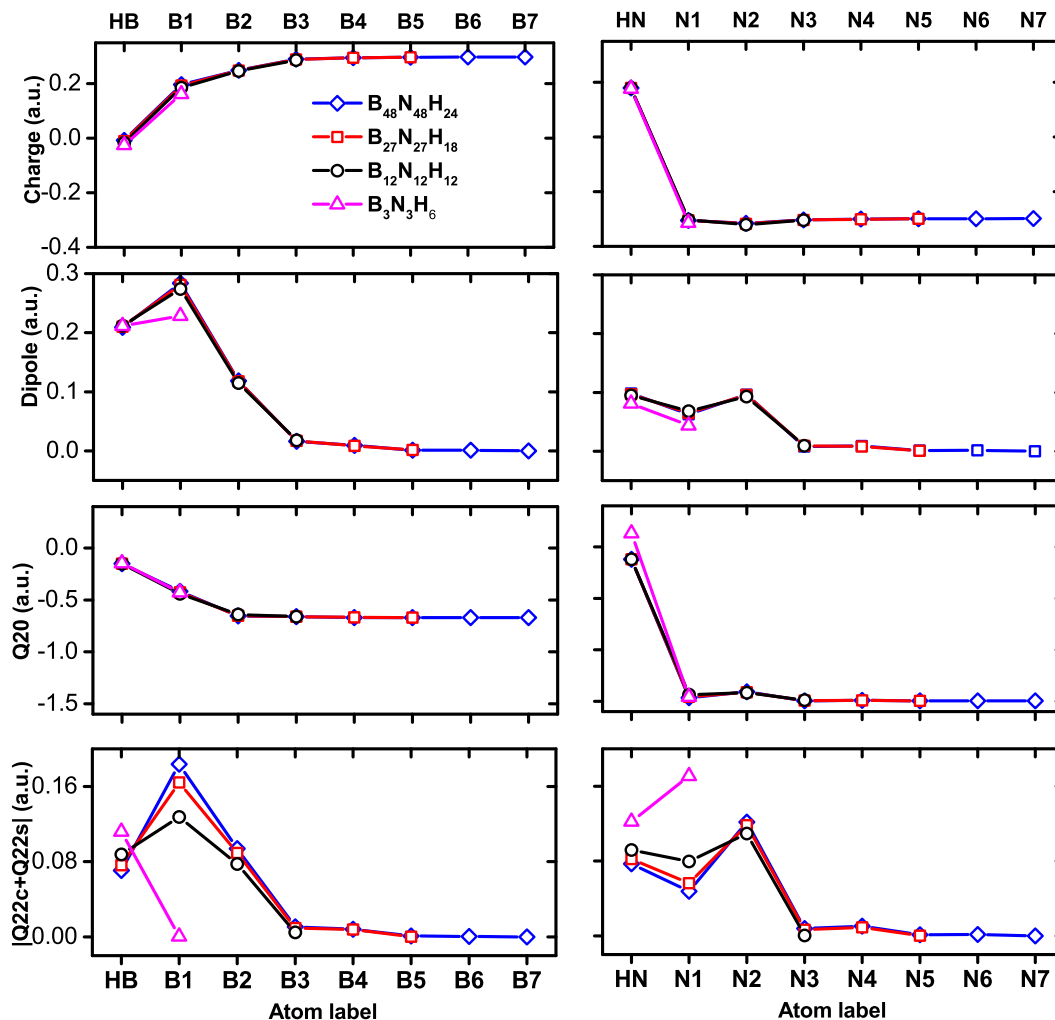 HB B1 B2 B3 B4 B5 B6 B7
HN N1 N2 N3 N4 N5 N6 N7
Charge (a.u.)
0.2
0.0
-0.2
-0.4
B48N48H24
B27N27H18
B12N12H12
B3N3H6
Dipole (a.u.)
0.3
0.2
0.1
0.0
Q20 (a.u.)
0.0
-0.5
-1.0
-1.5
|Q22c+Q22s| (a.u.)
0.16
0.08
0.00
HB B1 B2 B3 B4 B5 B6 B7
Atom label
HN N1 N2 N3 N4 N5 N6 N7
Atom label